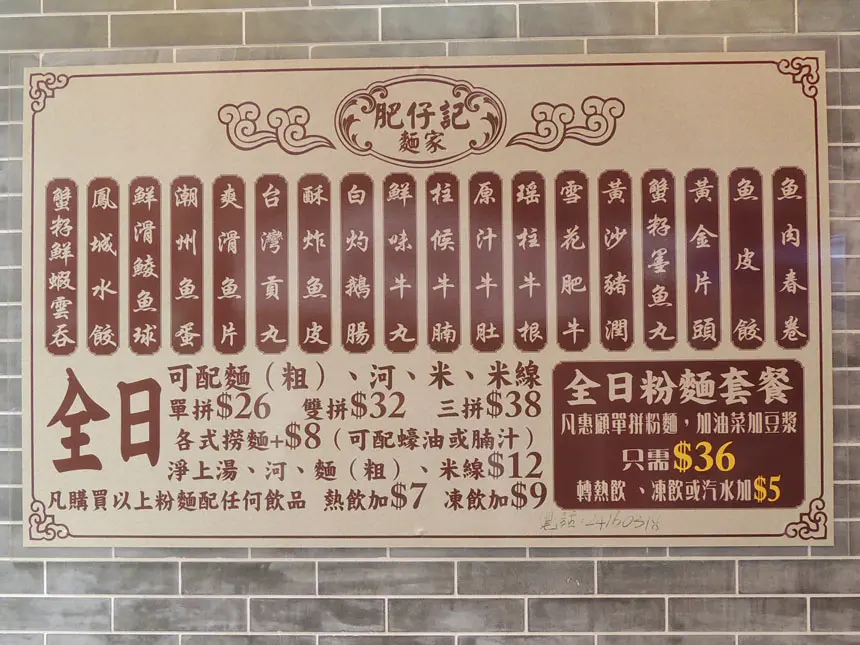 肥仔記
麵家
蟹籽鮮蝦雲吞
鳳城水餃
鮮滑鯪魚球
潮州魚蛋
爽滑魚片
台灣貢丸
酥炸魚皮
白灼鵝腸
鮮味牛丸
柱候牛腩
原汁牛肚
瑶柱牛根
雪花肥牛
黃沙豬潤
蟹籽墨魚丸
黃金片頭
魚皮餃
魚肉春卷
全日
可配麵（粗）、河、米、米線
單拼$26 雙拼$32 三拼$38
各式撈麵+$8（可配蠔油或腩汁）
淨上湯、河、麵（粗）、米線$12
凡購買以上粉麵配任何飲品 熱飲加$7 凍飲加$9
全日粉麵套餐
凡惠顧單拼粉麵，加油菜加豆漿
只需$36
轉熱飲、凍飲或汽水加$5